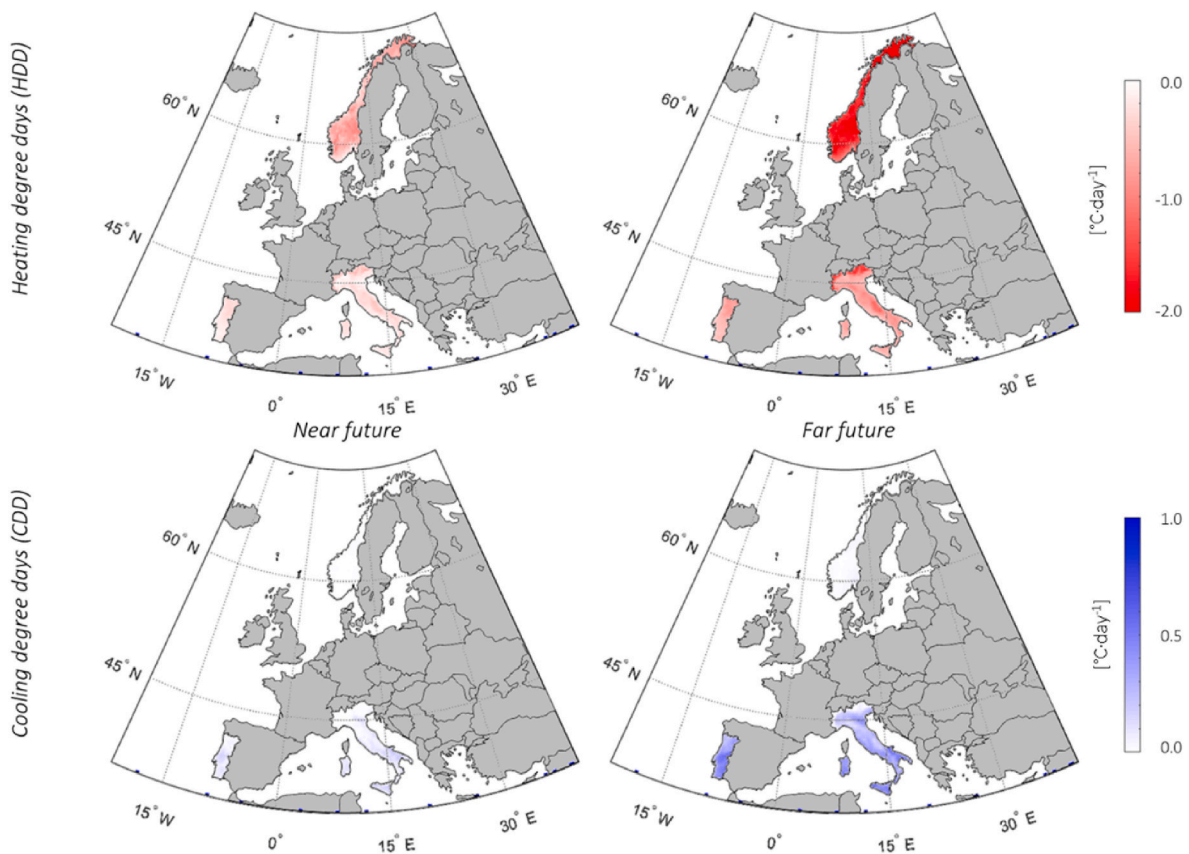 Heating degree days (HDD)
60° N
45° N
15° W
0°
15° E
30° E
Near future
60° N
45° N
15° W
0°
15° E
30° E
Far future
0.0
-1.0
-2.0
[°C·day⁻¹]
Cooling degree days (CDD)
60° N
45° N
15° W
0°
15° E
30° E
60° N
45° N
15° W
0°
15° E
30° E
1.0
0.5
0.0
[°C·day⁻¹]